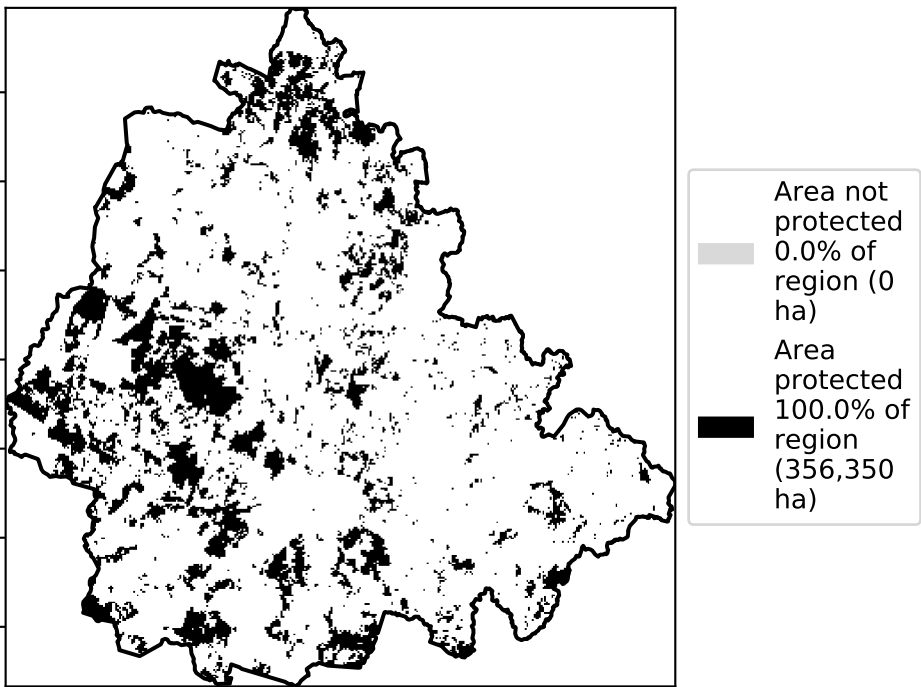 Area not
protected
0.0% of
region (0
ha)
Area
protected
100.0% of
region
(356,350
ha)